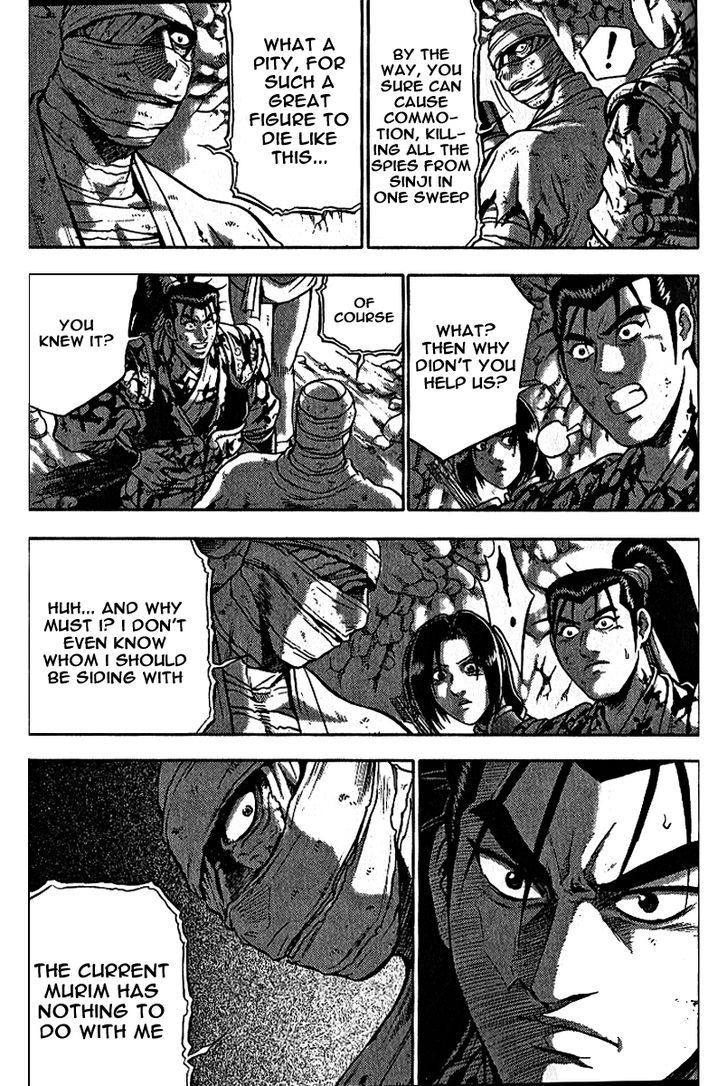 WHAT A
PITY, FOR
SUCH A
GREAT
FIGURE TO
DIE LIKE
THIS...
BY THE
WAY, YOU
SURE CAN
CAUSE
COMMO-
TION, KILL-
ING ALL THE
SPIES FROM
SINJI IN
ONE SWEEP
!
YOU
KNEW IT?
OF
COURSE
WHAT?
THEN WHY
DIDN'T YOU
HELP US?
HUH... AND WHY
MUST I? I DON'T
EVEN KNOW
WHOM I SHOULD
BE SIDING WITH
!
THE CURRENT
MURIM HAS
NOTHING TO
DO WITH ME